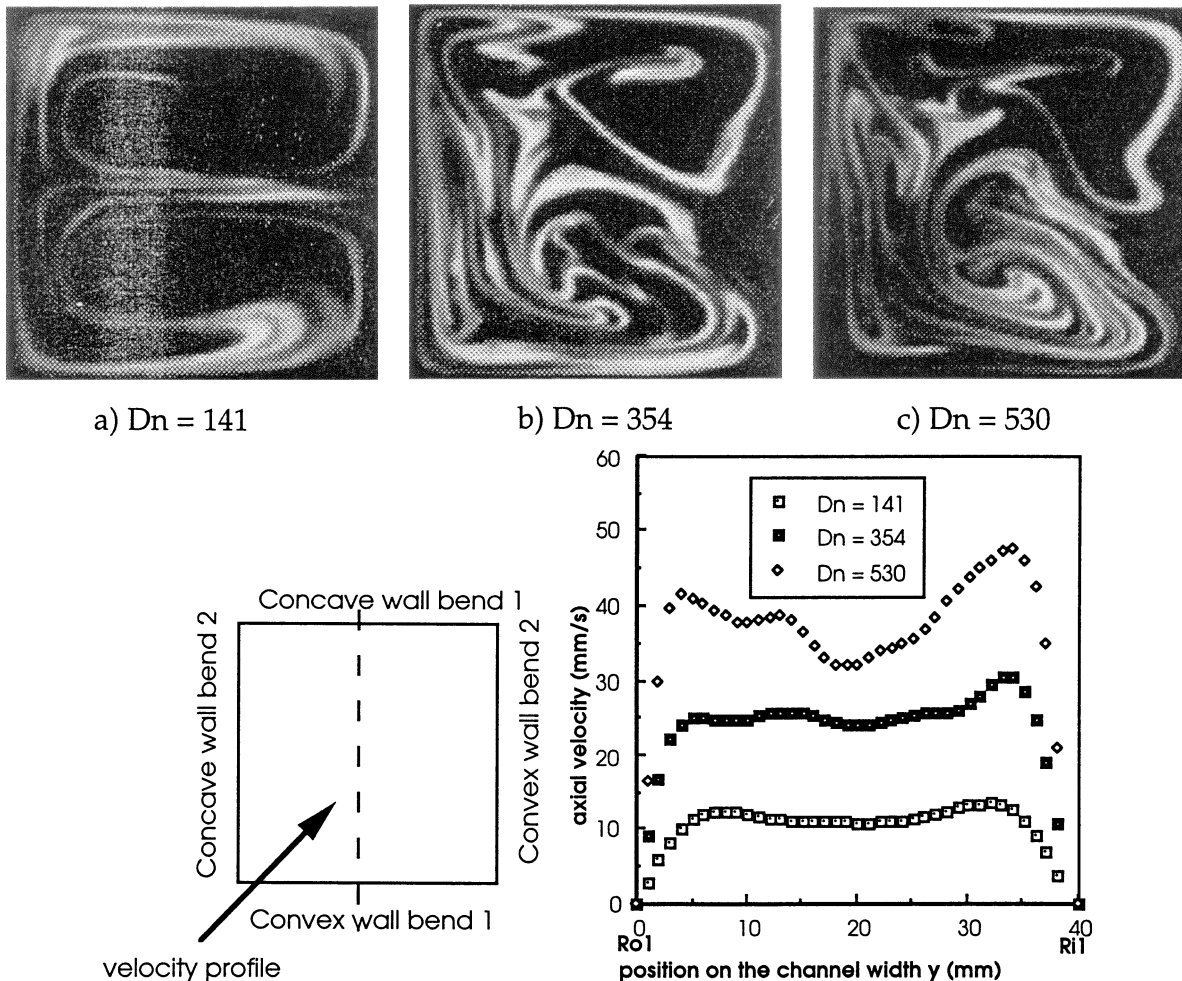 a) Dn = 141
b) Dn = 354
c) Dn = 530
Concave wall bend 1
Concave wall bend 2
Convex wall bend 2
Convex wall bend 1
velocity profile
60
50
40
30
20
10
0
axial velocity (mm/s)
Dn = 141
Dn = 354
Dn = 530
0 10 20 30 40
Ro1 Ri1
position on the channel width y (mm)